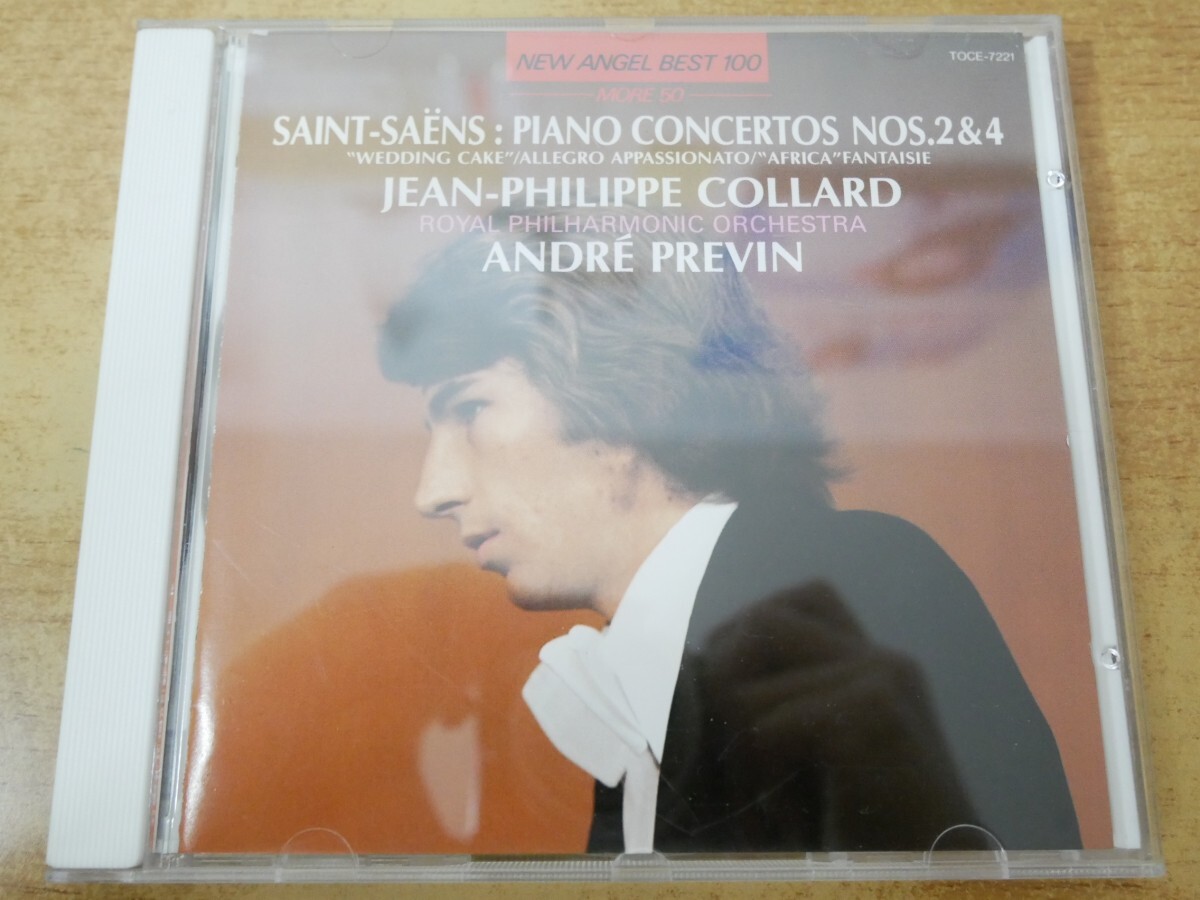 NEW ANGEL BEST 100
TOCE-7221
MORE 50
SAINT-SAËNS : PIANO CONCERTOS NOS.2&4
"WEDDING CAKE"/ALLEGRO APPASSIONATO/"AFRICA"FANTAISIE
JEAN-PHILIPPE COLLARD
ROYAL PHILHARMONIC ORCHESTRA
ANDRÉ PREVIN